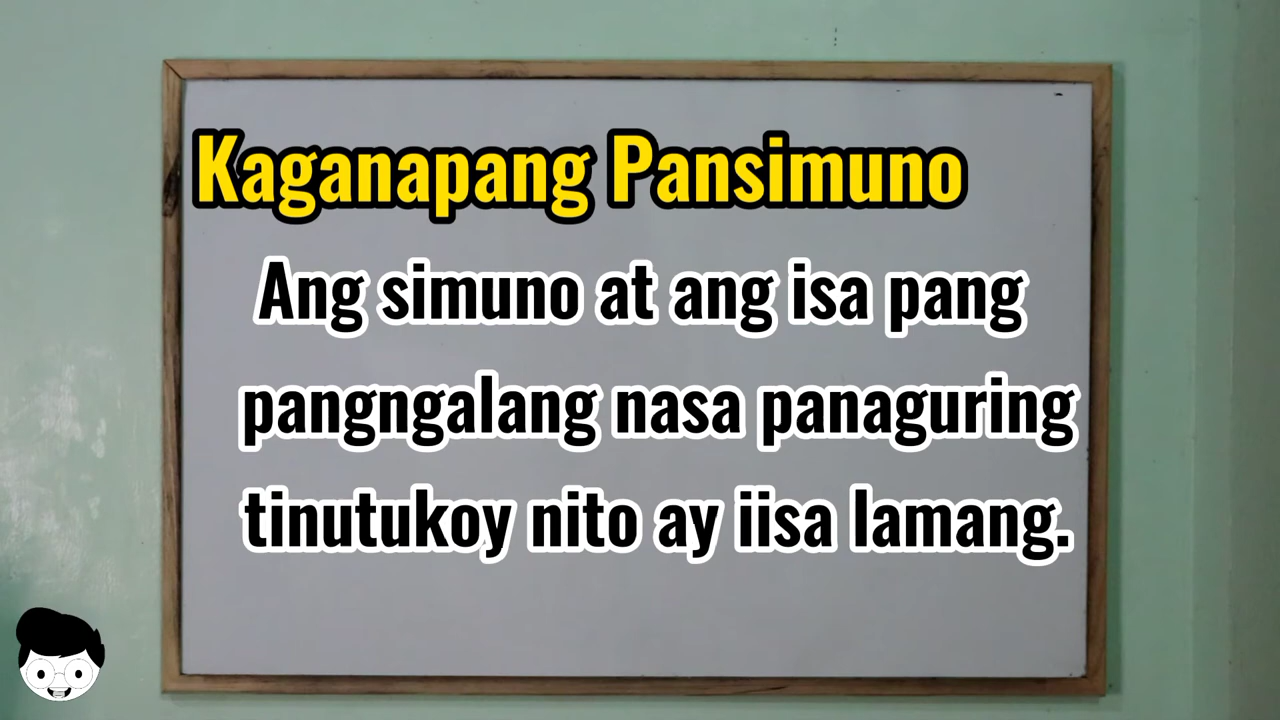 Kaganapang Pansimuno
Ang simuno at ang isa pang
pangngalang nasa panaguring
tinutukoy nito ay iisa lamang.